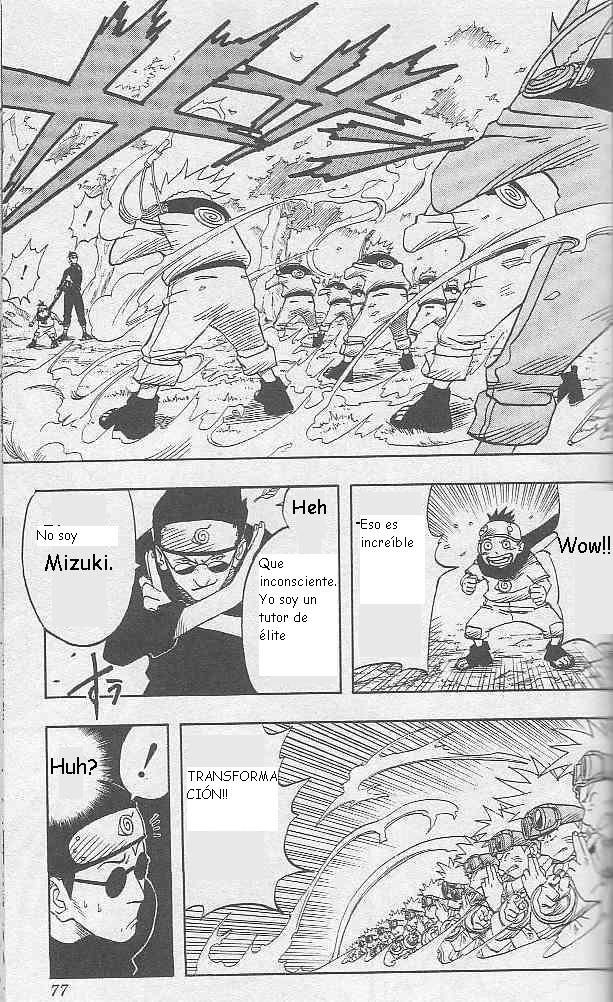 !
!
Wow!!
-Eso es
increíble
Heh
Que
inconsciente.
Yo soy un
tutor de
élite
No soy
Mizuki.
TRANSFORMA
CIÓN!!
!
Huh?
77